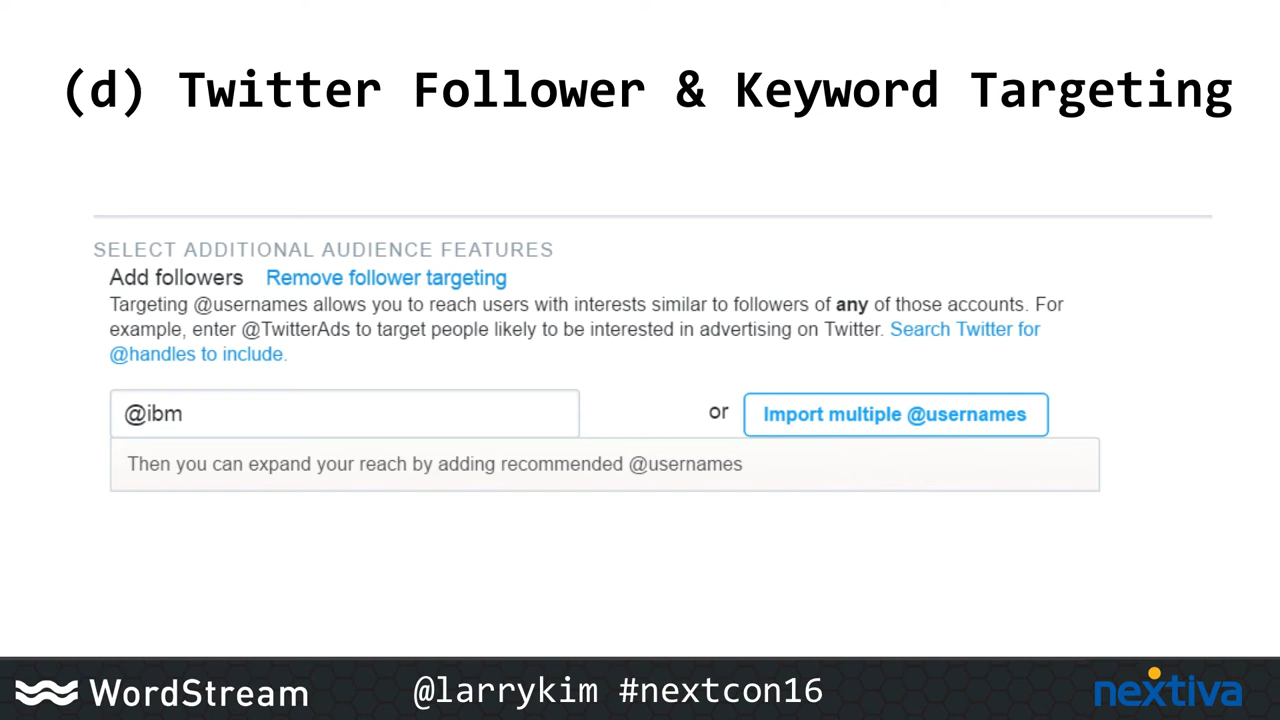 (d) Twitter Follower & Keyword Targeting
SELECT ADDITIONAL AUDIENCE FEATURES
Add followers Remove follower targeting
Targeting @usernames allows you to reach users with interests similar to followers of any of those accounts. For
example, enter @TwitterAds to target people likely to be interested in advertising on Twitter. Search Twitter for
@handles to include.
@ibm or Import multiple @usernames
Then you can expand your reach by adding recommended @usernames
WordStream @larrykim #nextcon16 nextiva